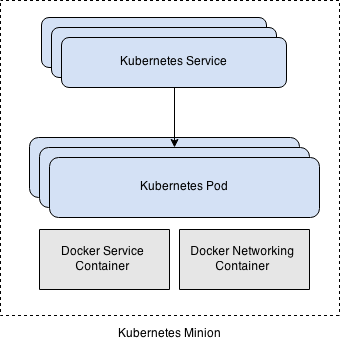 Kubernetes Service
Kubernetes Pod
Docker Service
Container
Docker Networking
Container
Kubernetes Minion